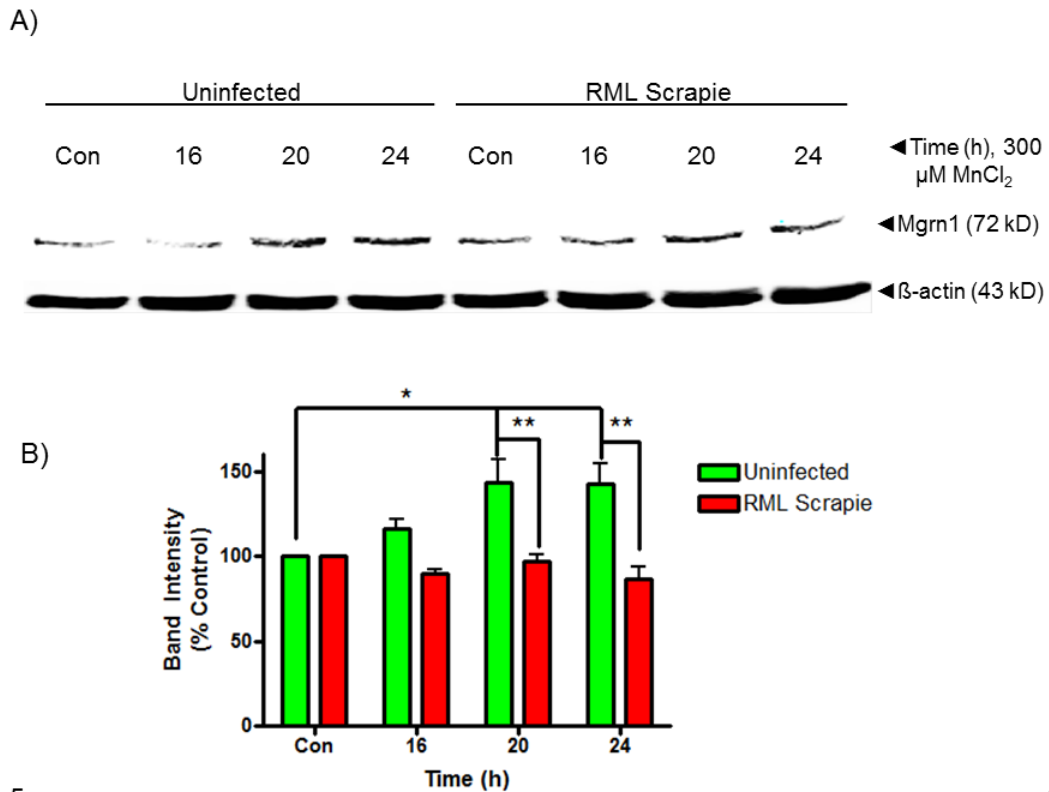 A)
Uninfected RML Scrapie
Con 16 20 24 Con 16 20 24
◄Time (h), 300
µM MnCl₂
◄Mgrn1 (72 kD)
◄ß-actin (43 kD)
B)
* ** **
Uninfected
RML Scrapie
Band Intensity
(% Control)
150
100
50
0
Con 16 20 24
Time (h)